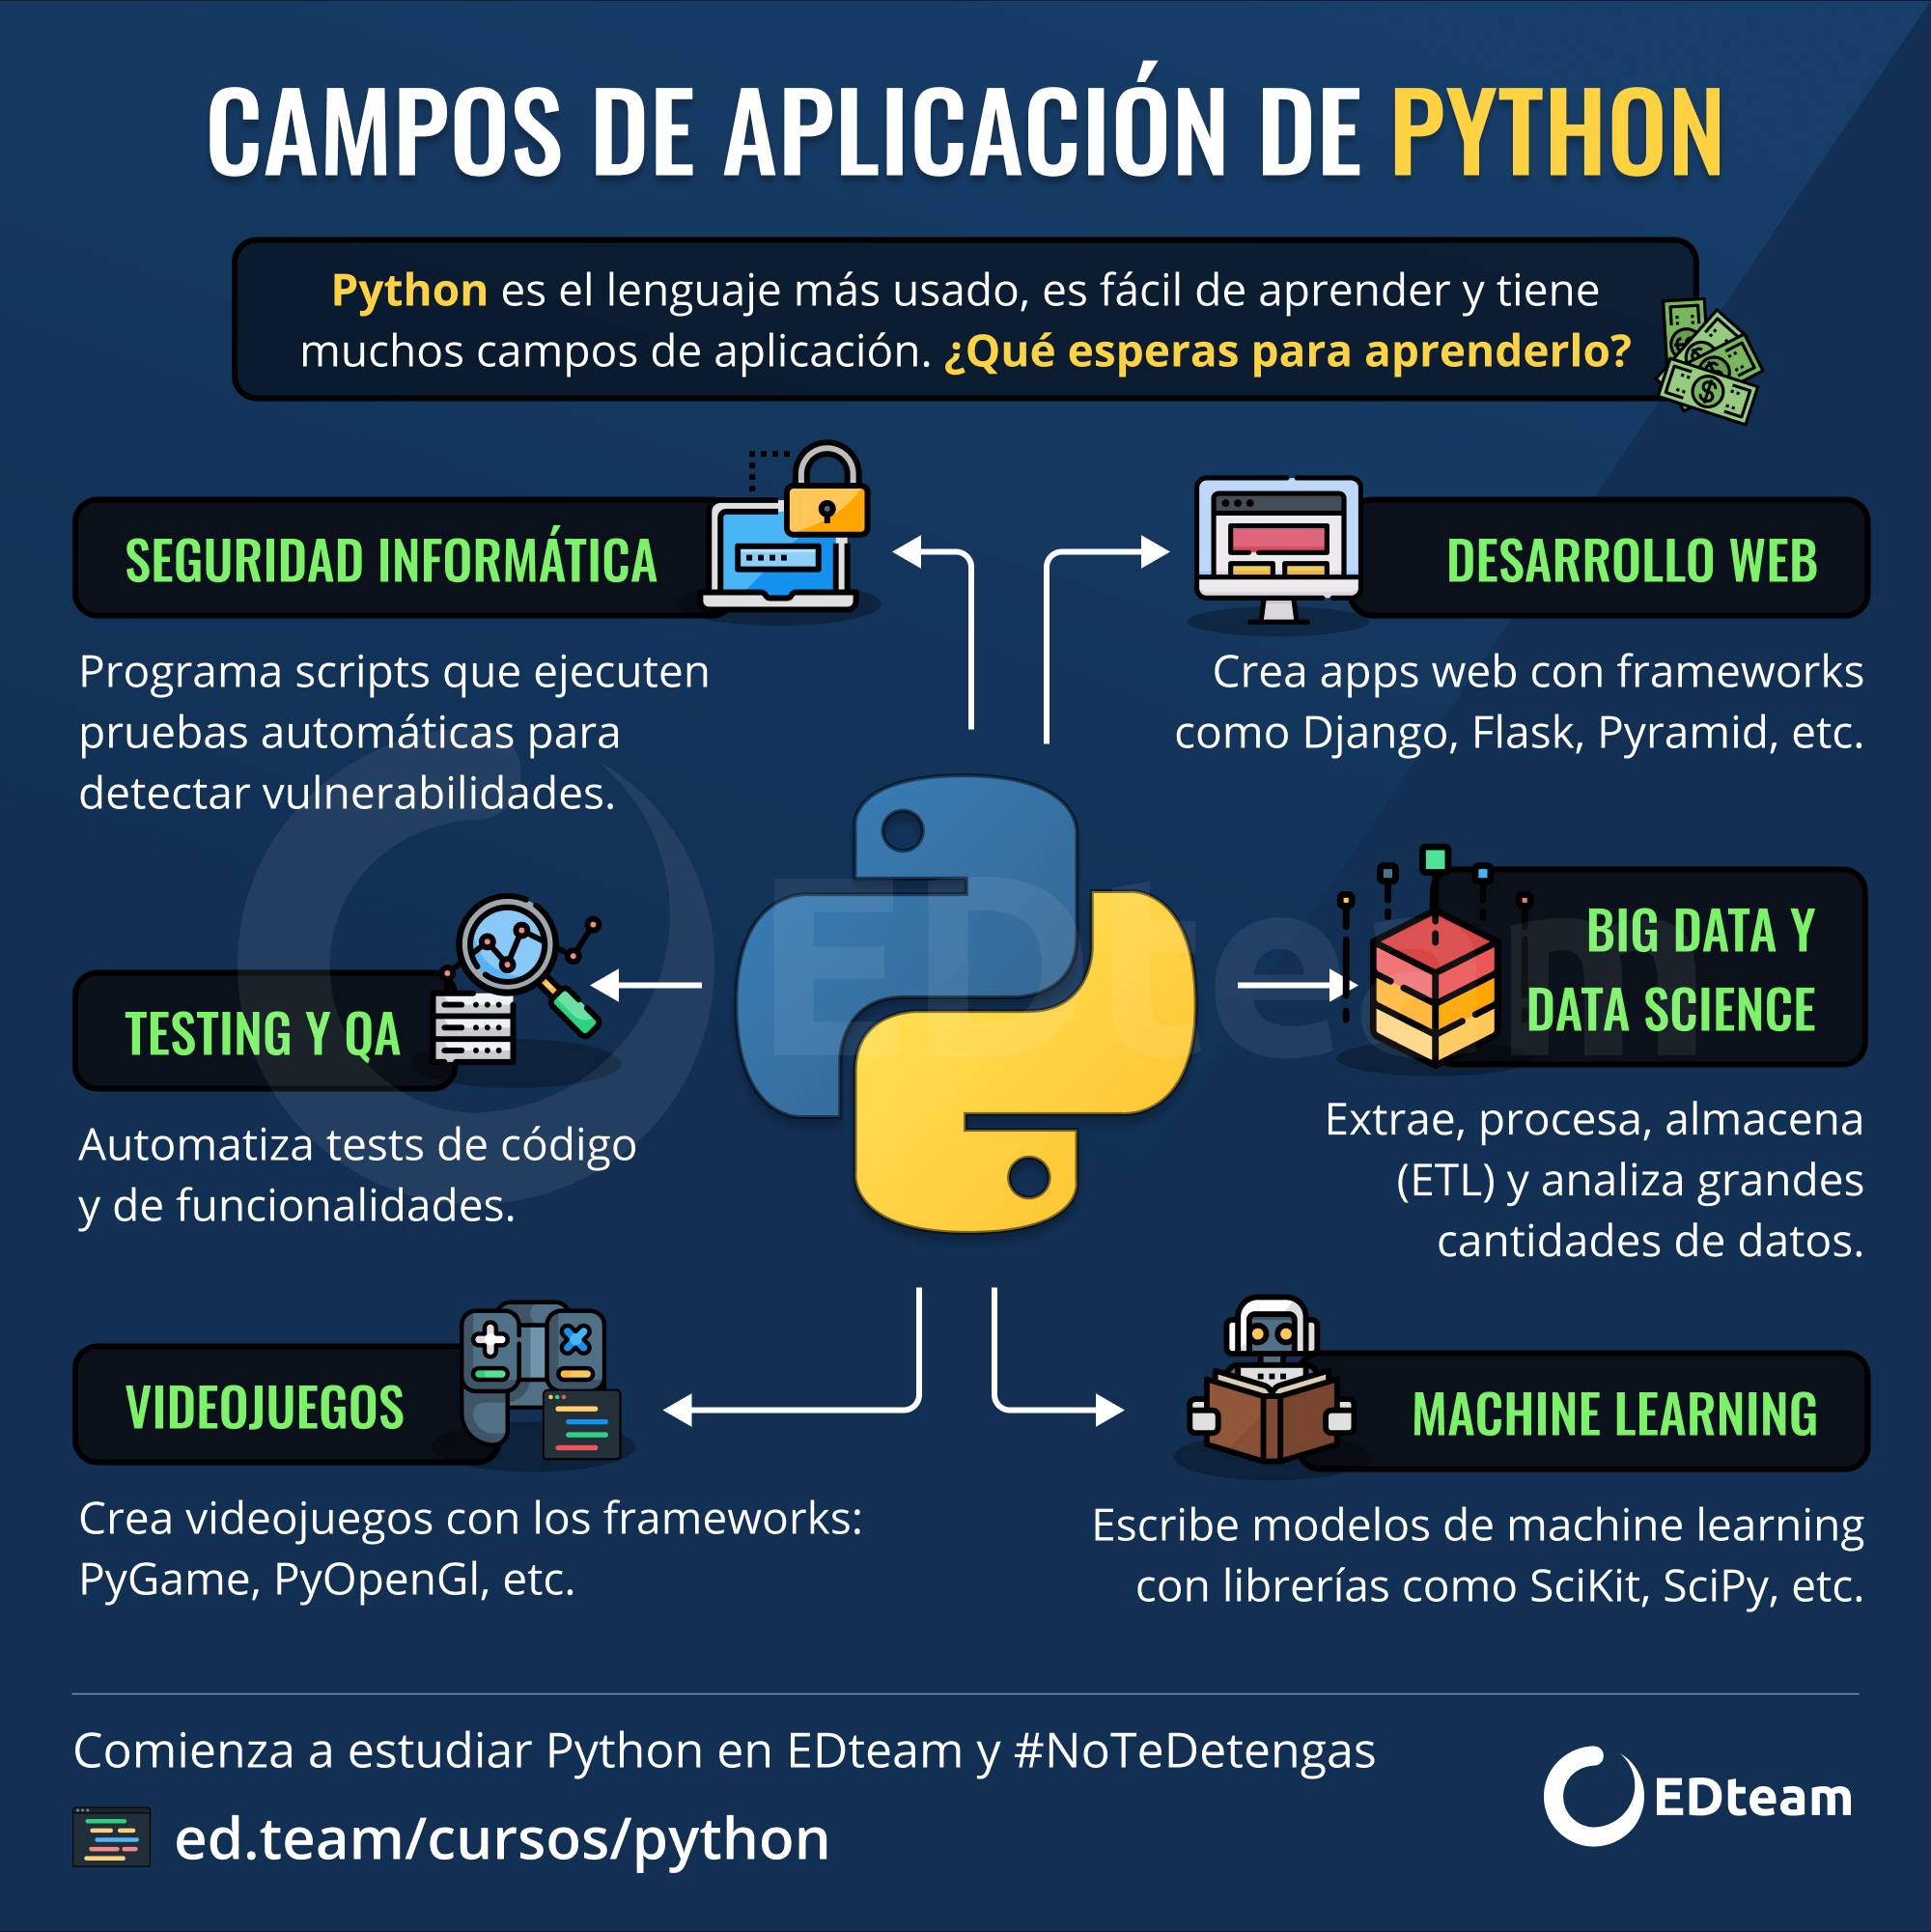 CAMPOS DE APLICACIÓN DE PYTHON
Python es el lenguaje más usado, es fácil de aprender y tiene
muchos campos de aplicación. ¿Qué esperas para aprenderlo?
SEGURIDAD INFORMÁTICA
Programa scripts que ejecuten
pruebas automáticas para
detectar vulnerabilidades.
DESARROLLO WEB
Crea apps web con frameworks
como Django, Flask, Pyramid, etc.
TESTING Y QA
Automatiza tests de código
y de funcionalidades.
BIG DATA Y
DATA SCIENCE
Extrae, procesa, almacena
(ETL) y analiza grandes
cantidades de datos.
VIDEOJUEGOS
Crea videojuegos con los frameworks:
PyGame, PyOpenGl, etc.
MACHINE LEARNING
Escribe modelos de machine learning
con librerías como SciKit, SciPy, etc.
EDteam
Comienza a estudiar Python en EDteam y #NoTeDetengas
ed.team/cursos/python
EDteam